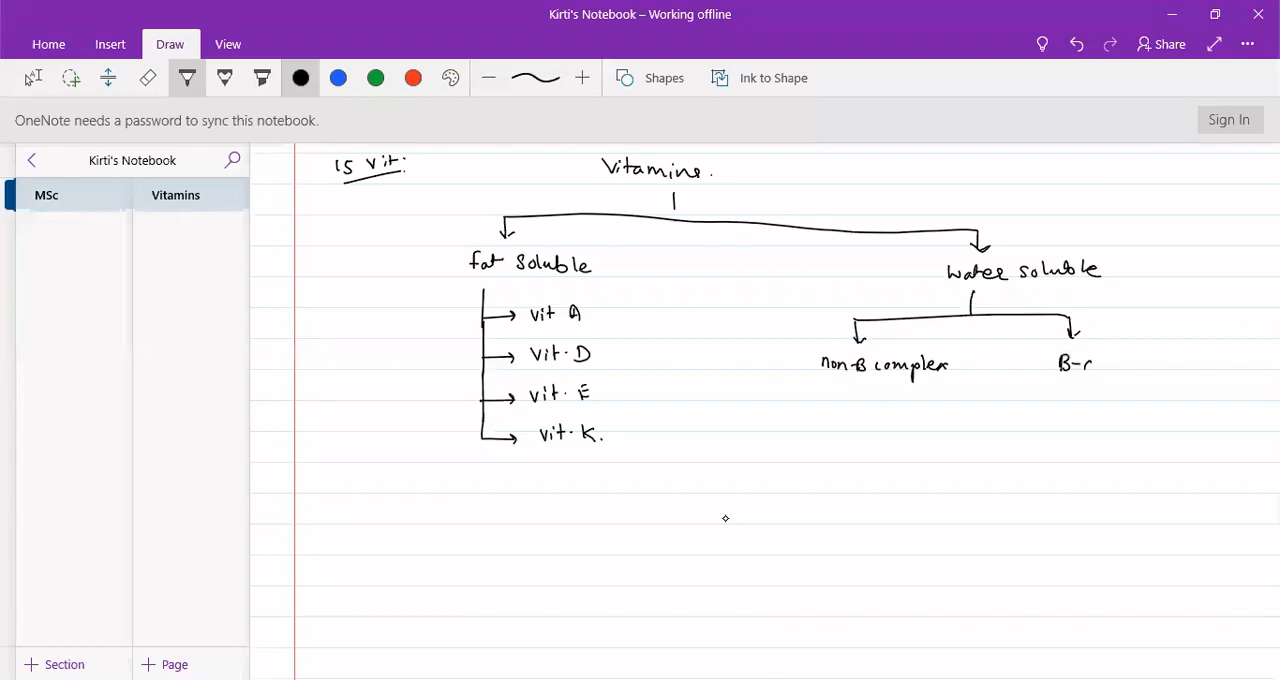 Kirti's Notebook – Working offline
Home Insert Draw View
Share
Shapes Ink to Shape
OneNote needs a password to sync this notebook.
Sign In
Kirti's Notebook
MSc
Vitamins
15 Vit:
Vitamins.
fat soluble
water soluble
vit A
vit. D
vit. E
vit. K.
non-B complex
B-
Section
Page